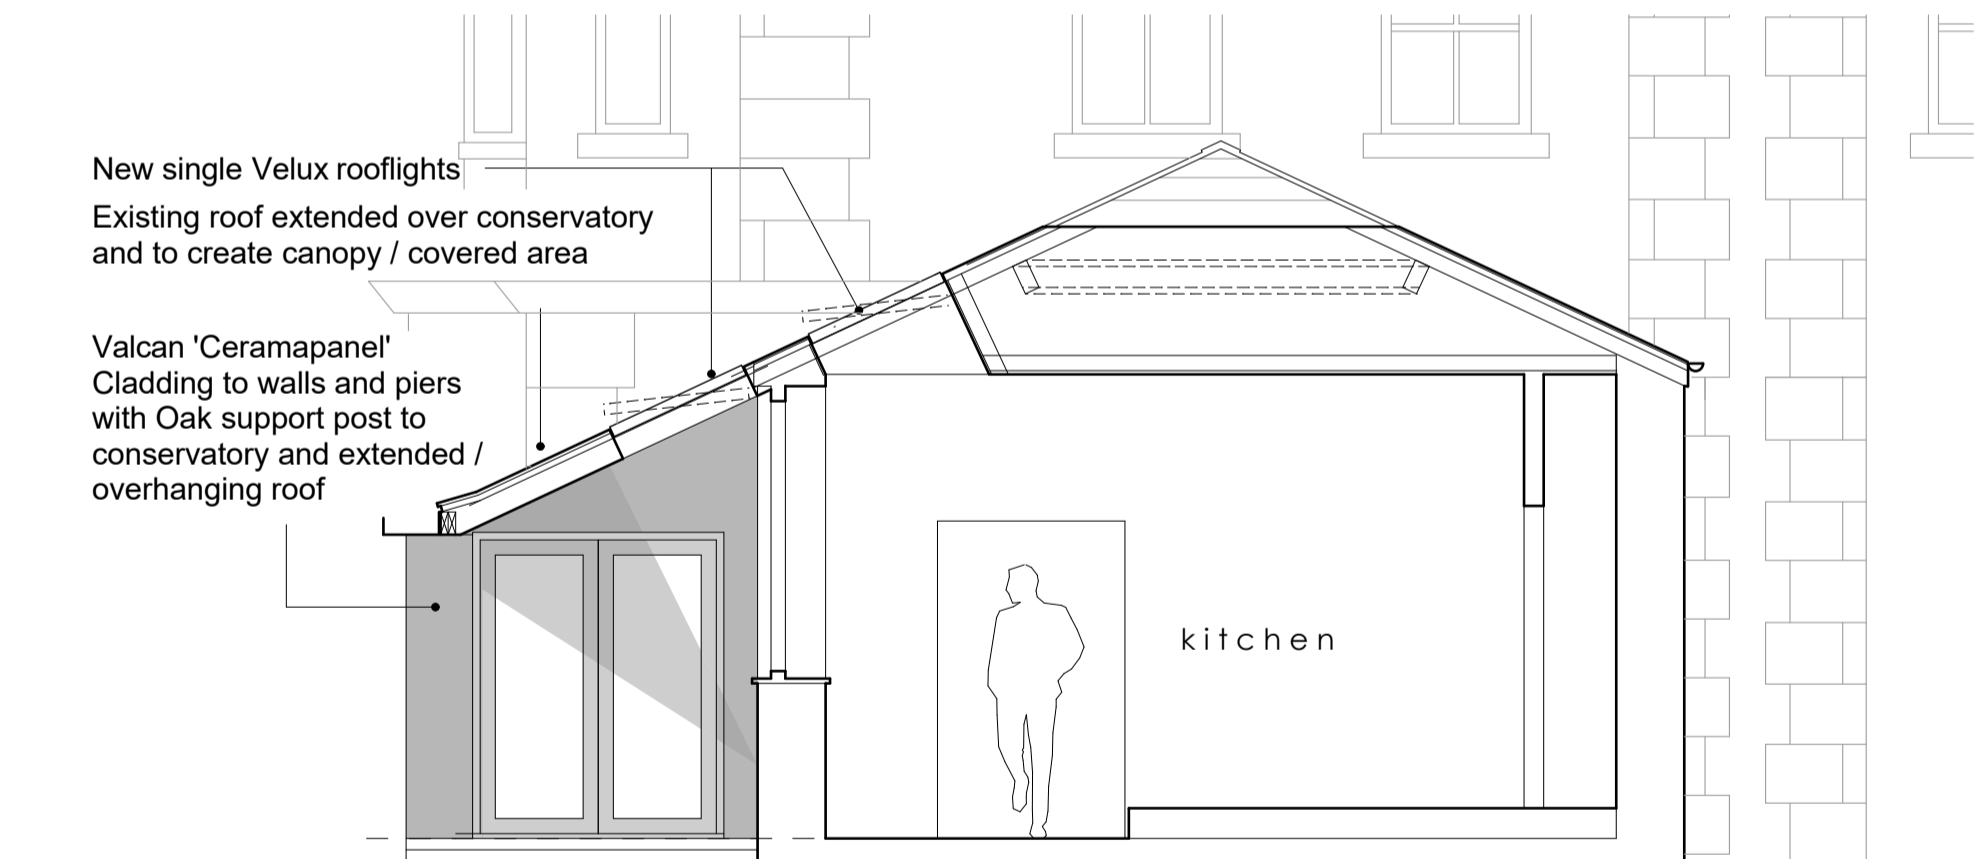 New single Velux rooflights
Existing roof extended over conservatory
and to create canopy / covered area
Valcan 'Ceramapanel'
Cladding to walls and piers
with Oak support post to
conservatory and extended /
overhanging roof
kitchen